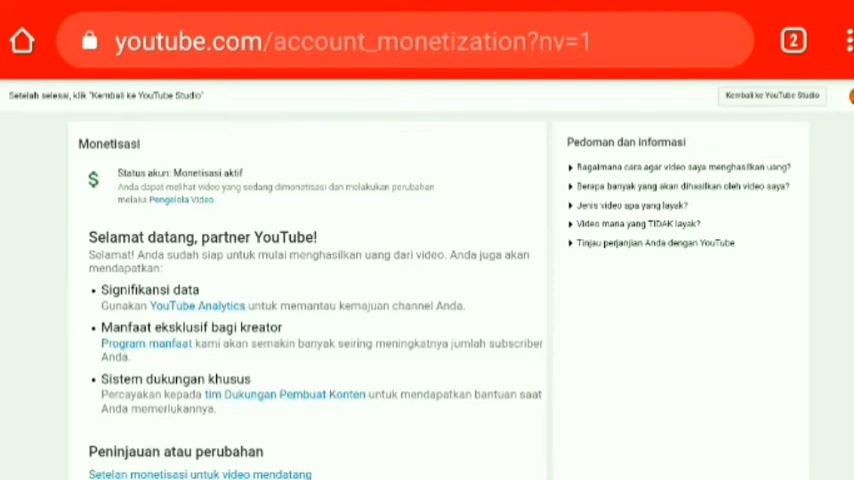 youtube.com/account_monetization?nv=1
2
Setelah selesai, klik "Kembali ke YouTube Studio"
Kembali ke YouTube Studio
Monetisasi
$
Status akun: Monetisasi aktif
Anda dapat melihat video yang sedang dimonetisasi dan melakukan perubahan
melalui Pengelola Video.
Selamat datang, partner YouTube!
Selamat! Anda sudah siap untuk mulai menghasilkan uang dari video. Anda juga akan
mendapatkan:
• Signifikansi data
Gunakan YouTube Analytics untuk memantau kemajuan channel Anda.
• Manfaat eksklusif bagi kreator
Program manfaat kami akan semakin banyak seiring meningkatnya jumlah subscriber
Anda.
• Sistem dukungan khusus
Percayakan kepada tim Dukungan Pembuat Konten untuk mendapatkan bantuan saat
Anda memerlukannya.
Peninjauan atau perubahan
Setelan monetisasi untuk video mendatang
Pedoman dan informasi
Bagaimana cara agar video saya menghasilkan uang?
Berapa banyak yang akan dihasilkan oleh video saya?
Jenis video apa yang layak?
Video mana yang TIDAK layak?
Tinjau perjanjian Anda dengan YouTube